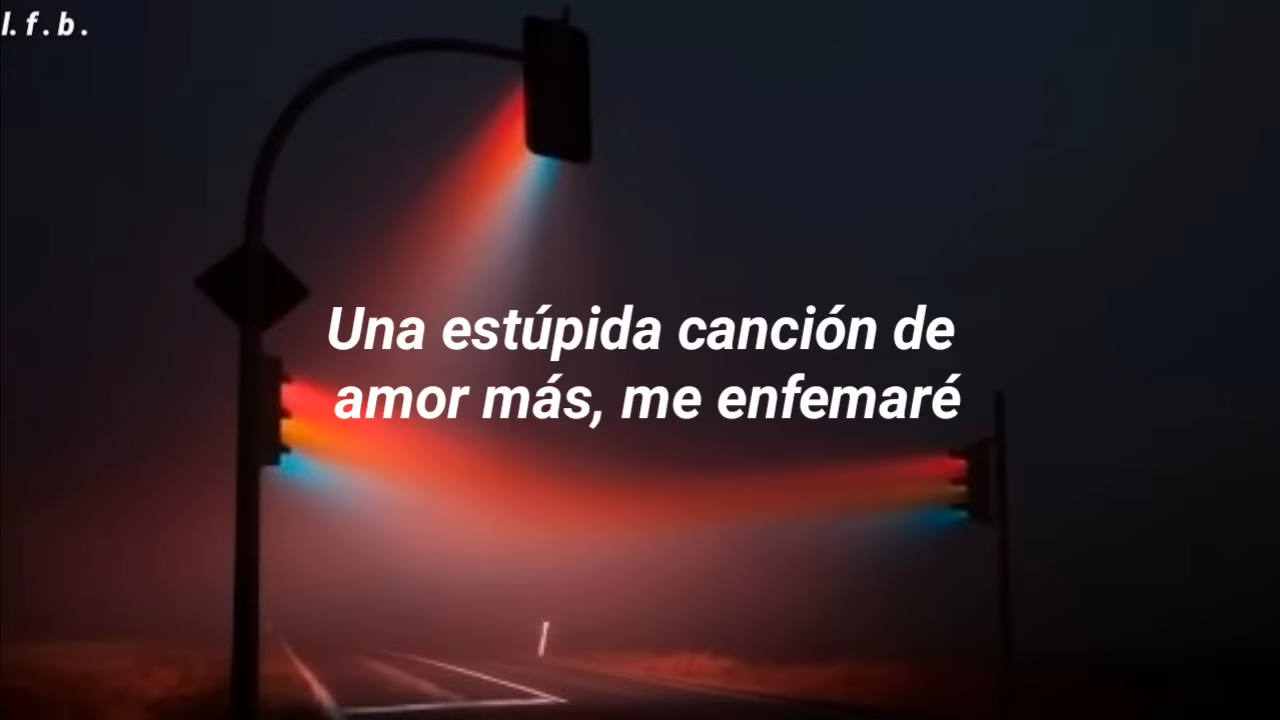 l. f. b.
Una estúpida canción de
amor más, me enfemaré